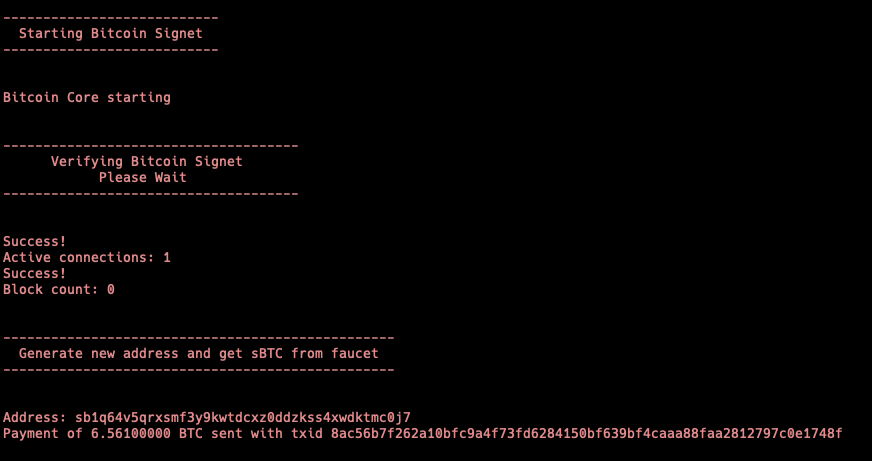 ---------------------------
  Starting Bitcoin Signet
---------------------------
Bitcoin Core starting
-------------------------------------
      Verifying Bitcoin Signet
            Please Wait
-------------------------------------
Success!
Active connections: 1
Success!
Block count: 0
-------------------------------------------------
  Generate new address and get sBTC from faucet
-------------------------------------------------
Address: sb1q64v5qrxsmf3y9kwtdcxz0ddzkss4xwdktmc0j7
Payment of 6.56100000 BTC sent with txid 8ac56b7f262a10bfc9a4f73fd6284150bf639bf4caaa88faa2812797c0e1748f